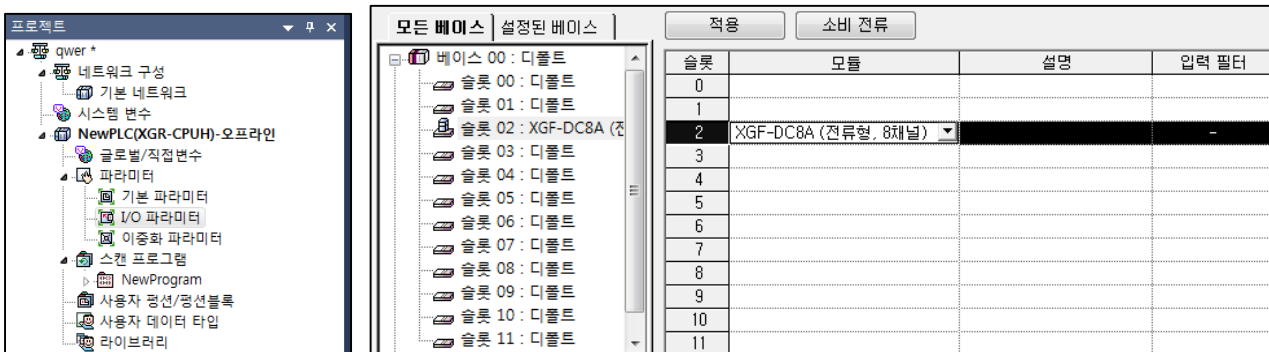 프로젝트
qwer *
네트워크 구성
기본 네트워크
시스템 변수
NewPLC(XGR-CPUH)-오프라인
글로벌/직접변수
파라미터
기본 파라미터
I/O 파라미터
이중화 파라미터
스캔 프로그램
NewProgram
사용자 펑션/펑션블록
사용자 데이터 타입
라이브러리
모든 베이스 설정된 베이스
베이스 00 : 디폴트
슬롯 00 : 디폴트
슬롯 01 : 디폴트
슬롯 02 : XGF-DC8A (전
슬롯 03 : 디폴트
슬롯 04 : 디폴트
슬롯 05 : 디폴트
슬롯 06 : 디폴트
슬롯 07 : 디폴트
슬롯 08 : 디폴트
슬롯 09 : 디폴트
슬롯 10 : 디폴트
슬롯 11 : 디폴트
적용 소비 전류
슬롯 모듈 설명 입력 필터
0
1
2 XGF-DC8A (전류형, 8채널) -
3
4
5
6
7
8
9
10
11